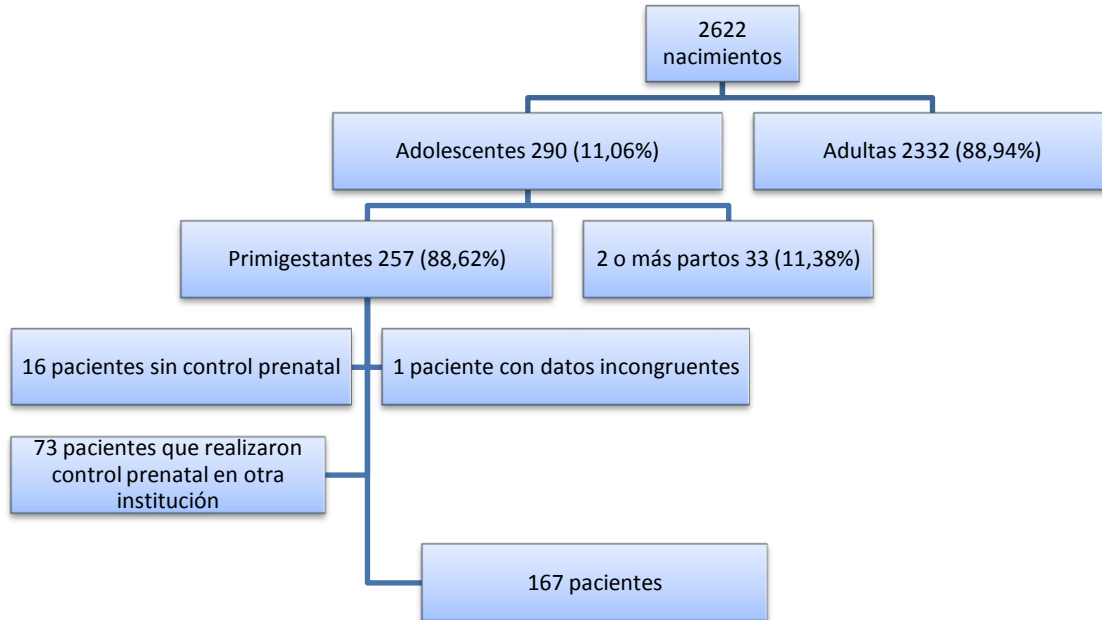 2622
nacimientos
Adolescentes 290 (11,06%)
Adultas 2332 (88,94%)
Primigestantes 257 (88,62%)
2 o más partos 33 (11,38%)
16 pacientes sin control prenatal
1 paciente con datos incongruentes
73 pacientes que realizaron
control prenatal en otra
institución
167 pacientes